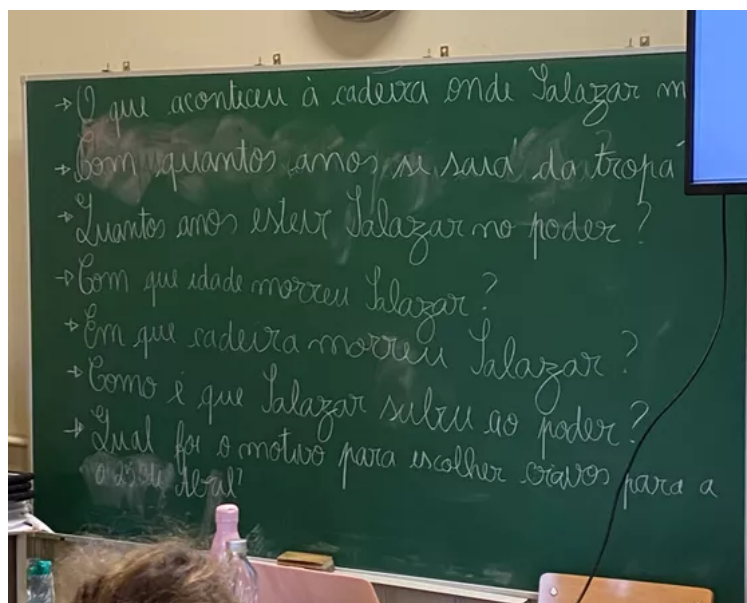 → O que aconteceu à cadeira onde Salazar m
→ Com quantos anos se saia da tropa
→ Quantos anos esteve Salazar no poder?
→ Com que idade morreu Salazar?
→ Em que cadeira morreu Salazar?
→ Como é que Salazar subiu ao poder?
→ Qual foi o motivo para escolher cravos para a
o 25 de Abril?